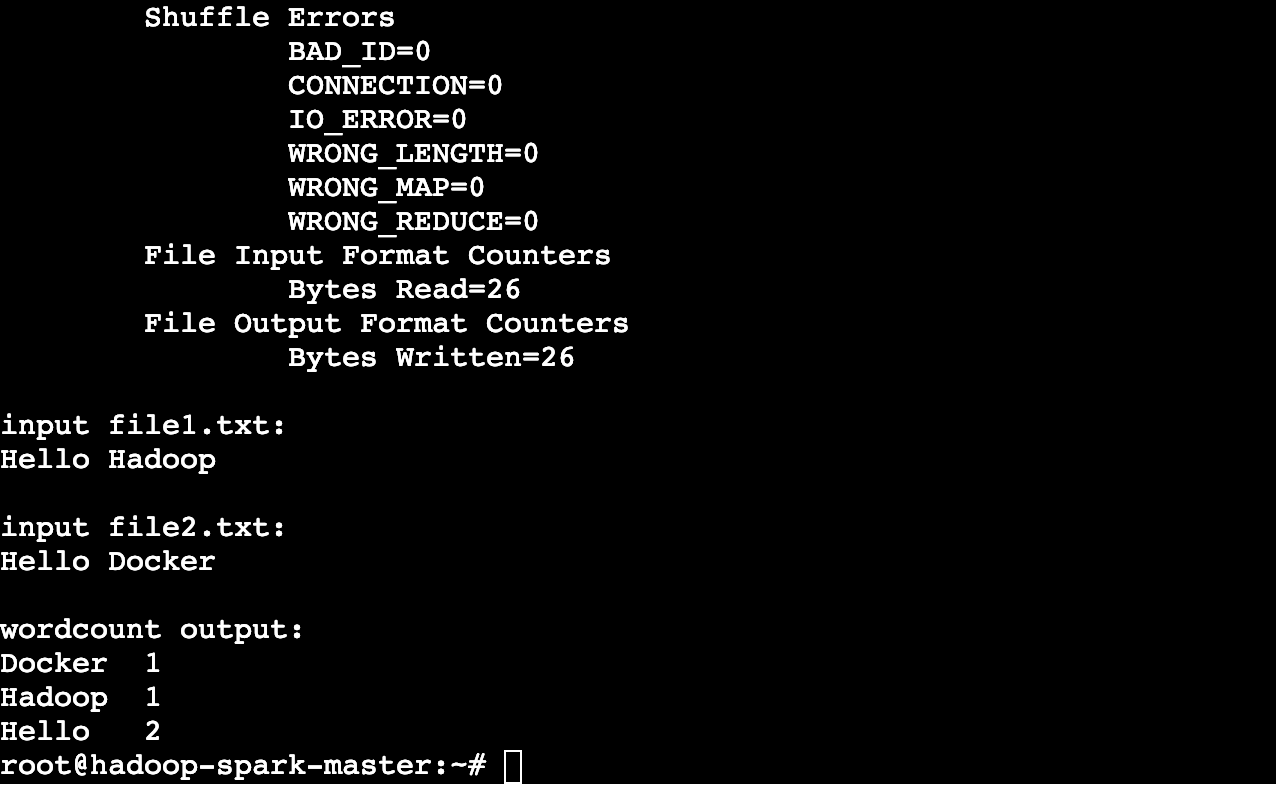 Shuffle Errors
BAD_ID=0
CONNECTION=0
IO_ERROR=0
WRONG_LENGTH=0
WRONG_MAP=0
WRONG_REDUCE=0
File Input Format Counters
Bytes Read=26
File Output Format Counters
Bytes Written=26
input file1.txt:
Hello Hadoop
input file2.txt:
Hello Docker
wordcount output:
Docker 1
Hadoop 1
Hello 2
root@hadoop-spark-master:~#